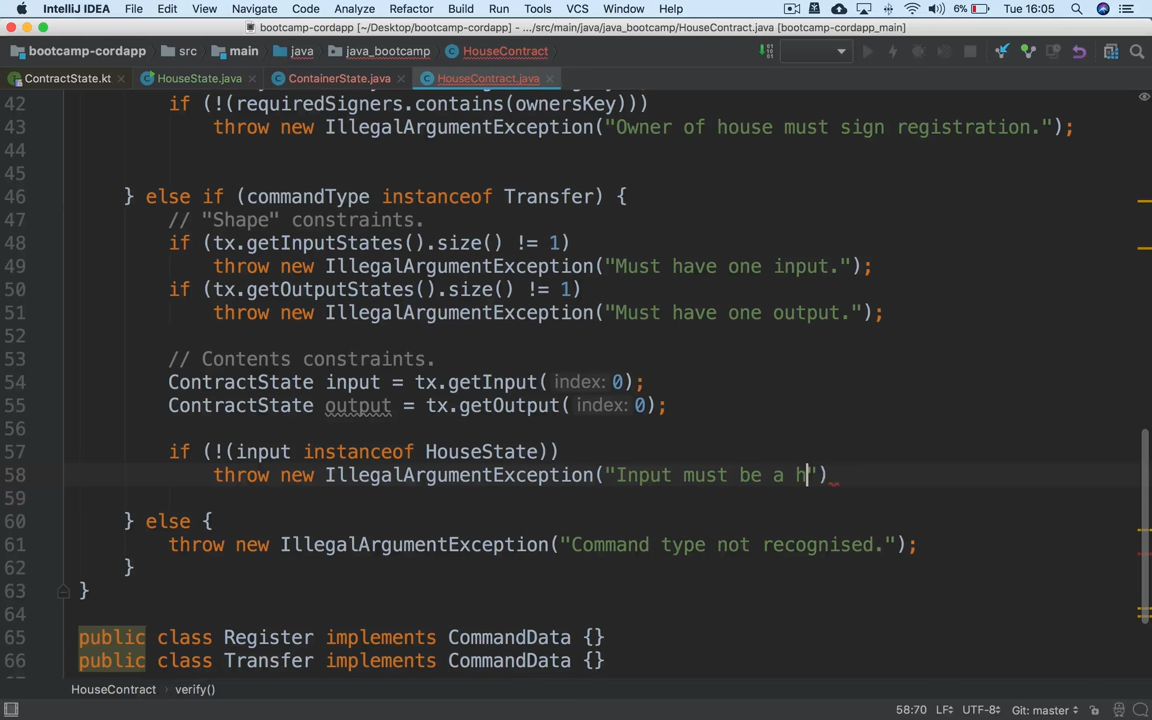 IntelliJ IDEA File Edit View Navigate Code Analyze Refactor Build Run Tools VCS Window Help 6% Tue 16:05
bootcamp-cordapp [~/Desktop/bootcamp-cordapp] - .../src/main/java/java_bootcamp/HouseContract.java [bootcamp-cordapp_main]
bootcamp-cordapp src main java java_bootcamp HouseContract
ContractState.kt HouseState.java ContainerState.java HouseContract.java
42 if (!(requiredSigners.contains(ownersKey)))
43 throw new IllegalArgumentException("Owner of house must sign registration.");
44
45
46 } else if (commandType instanceof Transfer) {
47 // "Shape" constraints.
48 if (tx.getInputStates().size() != 1)
49 throw new IllegalArgumentException("Must have one input.");
50 if (tx.getOutputStates().size() != 1)
51 throw new IllegalArgumentException("Must have one output.");
52
53 // Contents constraints.
54 ContractState input = tx.getInput( index: 0);
55 ContractState output = tx.getOutput( index: 0);
56
57 if (!(input instanceof HouseState))
58 throw new IllegalArgumentException("Input must be a h")
59
60 } else {
61 throw new IllegalArgumentException("Command type not recognised.");
62 }
63 }
64
65 public class Register implements CommandData {}
66 public class Transfer implements CommandData {}
HouseContract verify()
58:70 LF UTF-8 Git: master